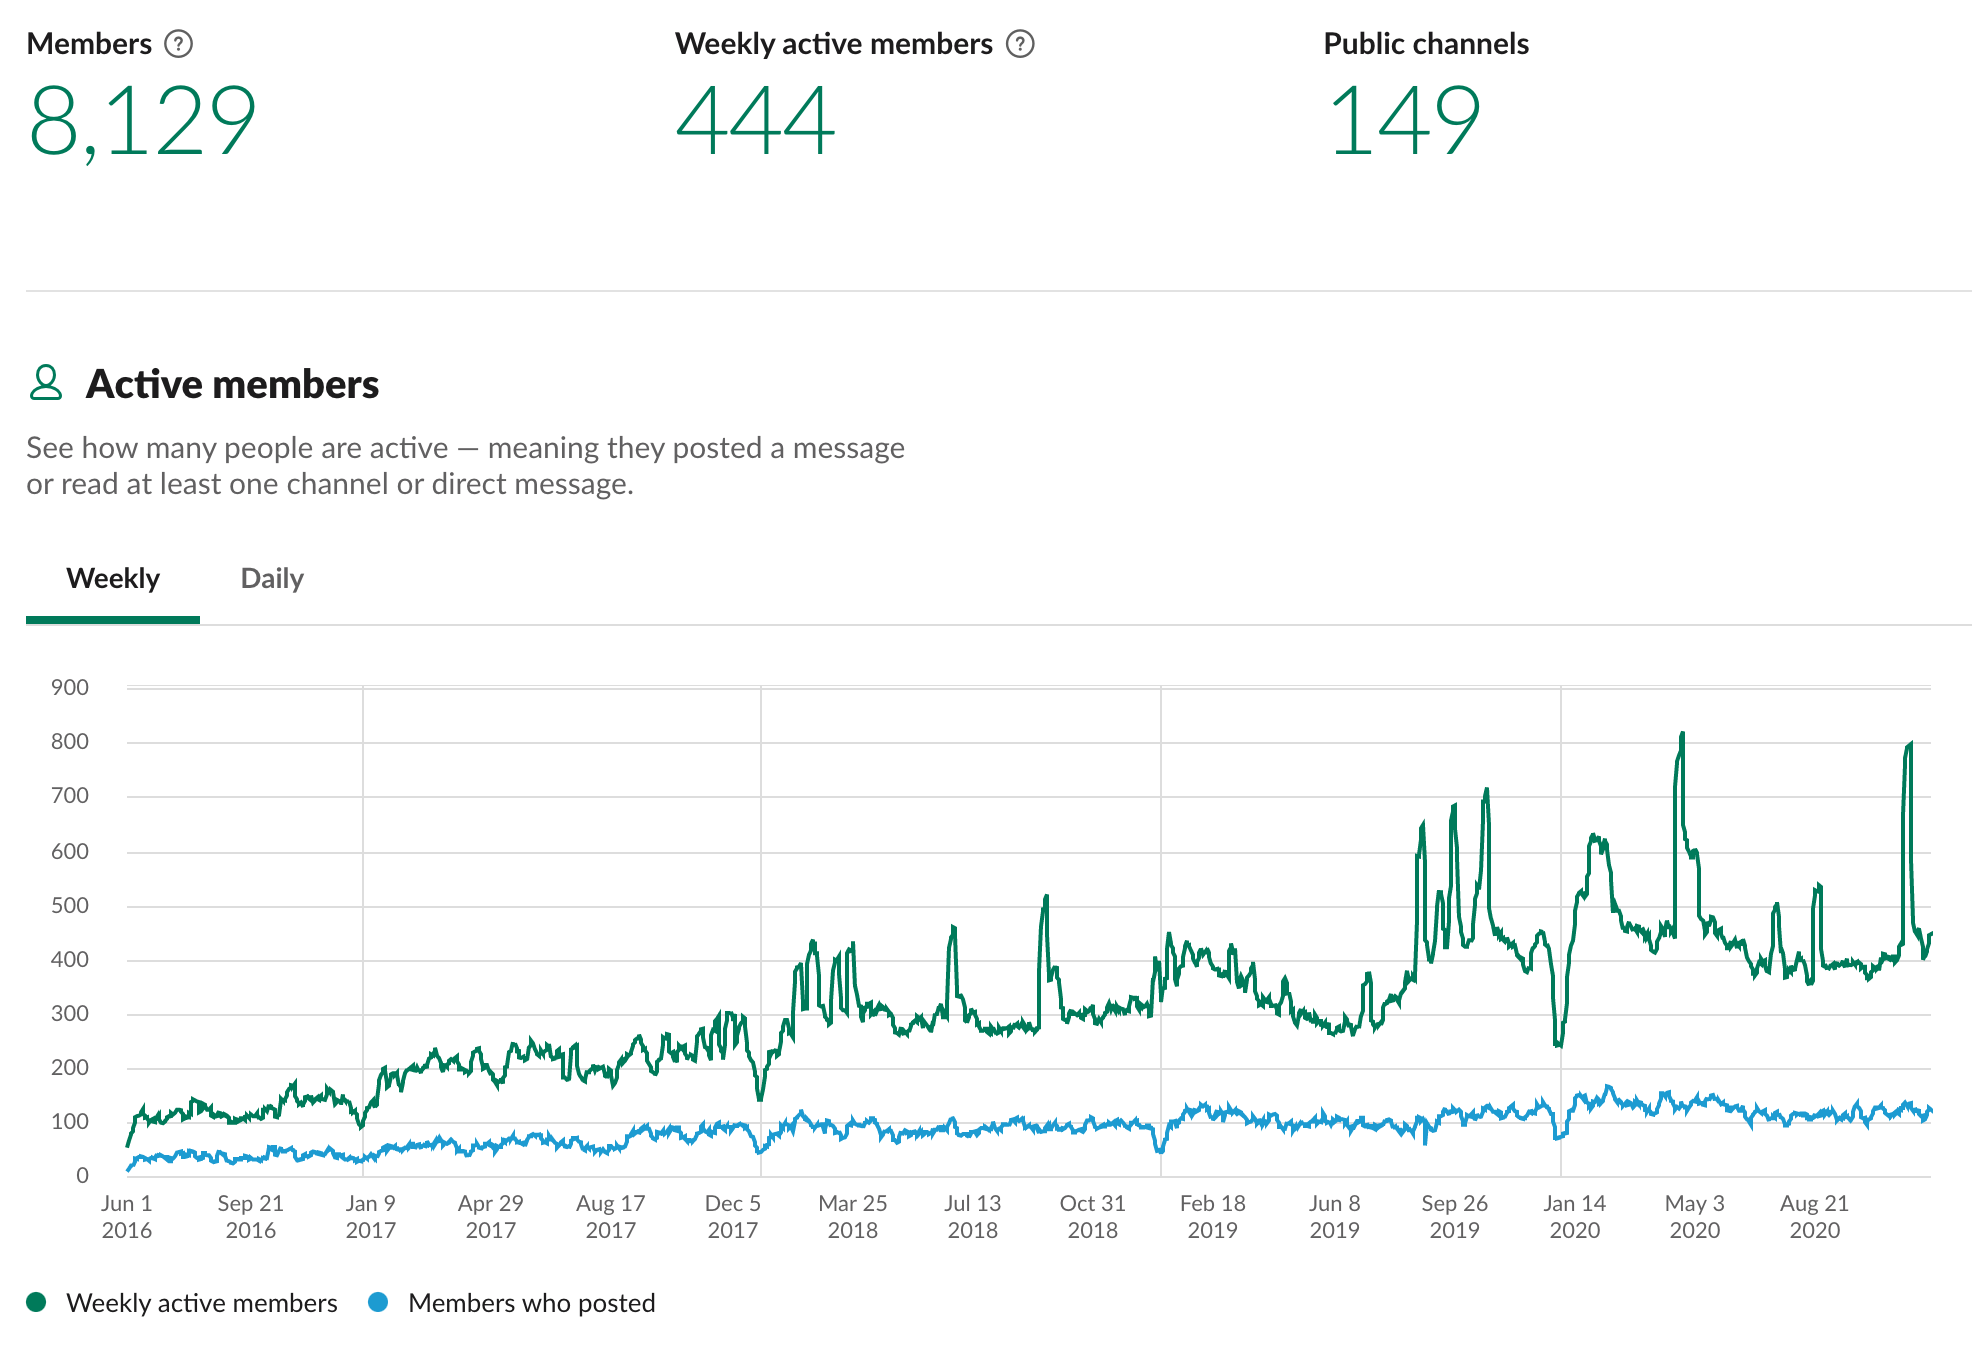 Members ?
Weekly active members ?
Public channels
8,129
444
149
Active members
See how many people are active — meaning they posted a message
or read at least one channel or direct message.
Weekly
Daily
900
800
700
600
500
400
300
200
100
0
Jun 1 2016
Sep 21 2016
Jan 9 2017
Apr 29 2017
Aug 17 2017
Dec 5 2017
Mar 25 2018
Jul 13 2018
Oct 31 2018
Feb 18 2019
Jun 8 2019
Sep 26 2019
Jan 14 2020
May 3 2020
Aug 21 2020
Weekly active members
Members who posted